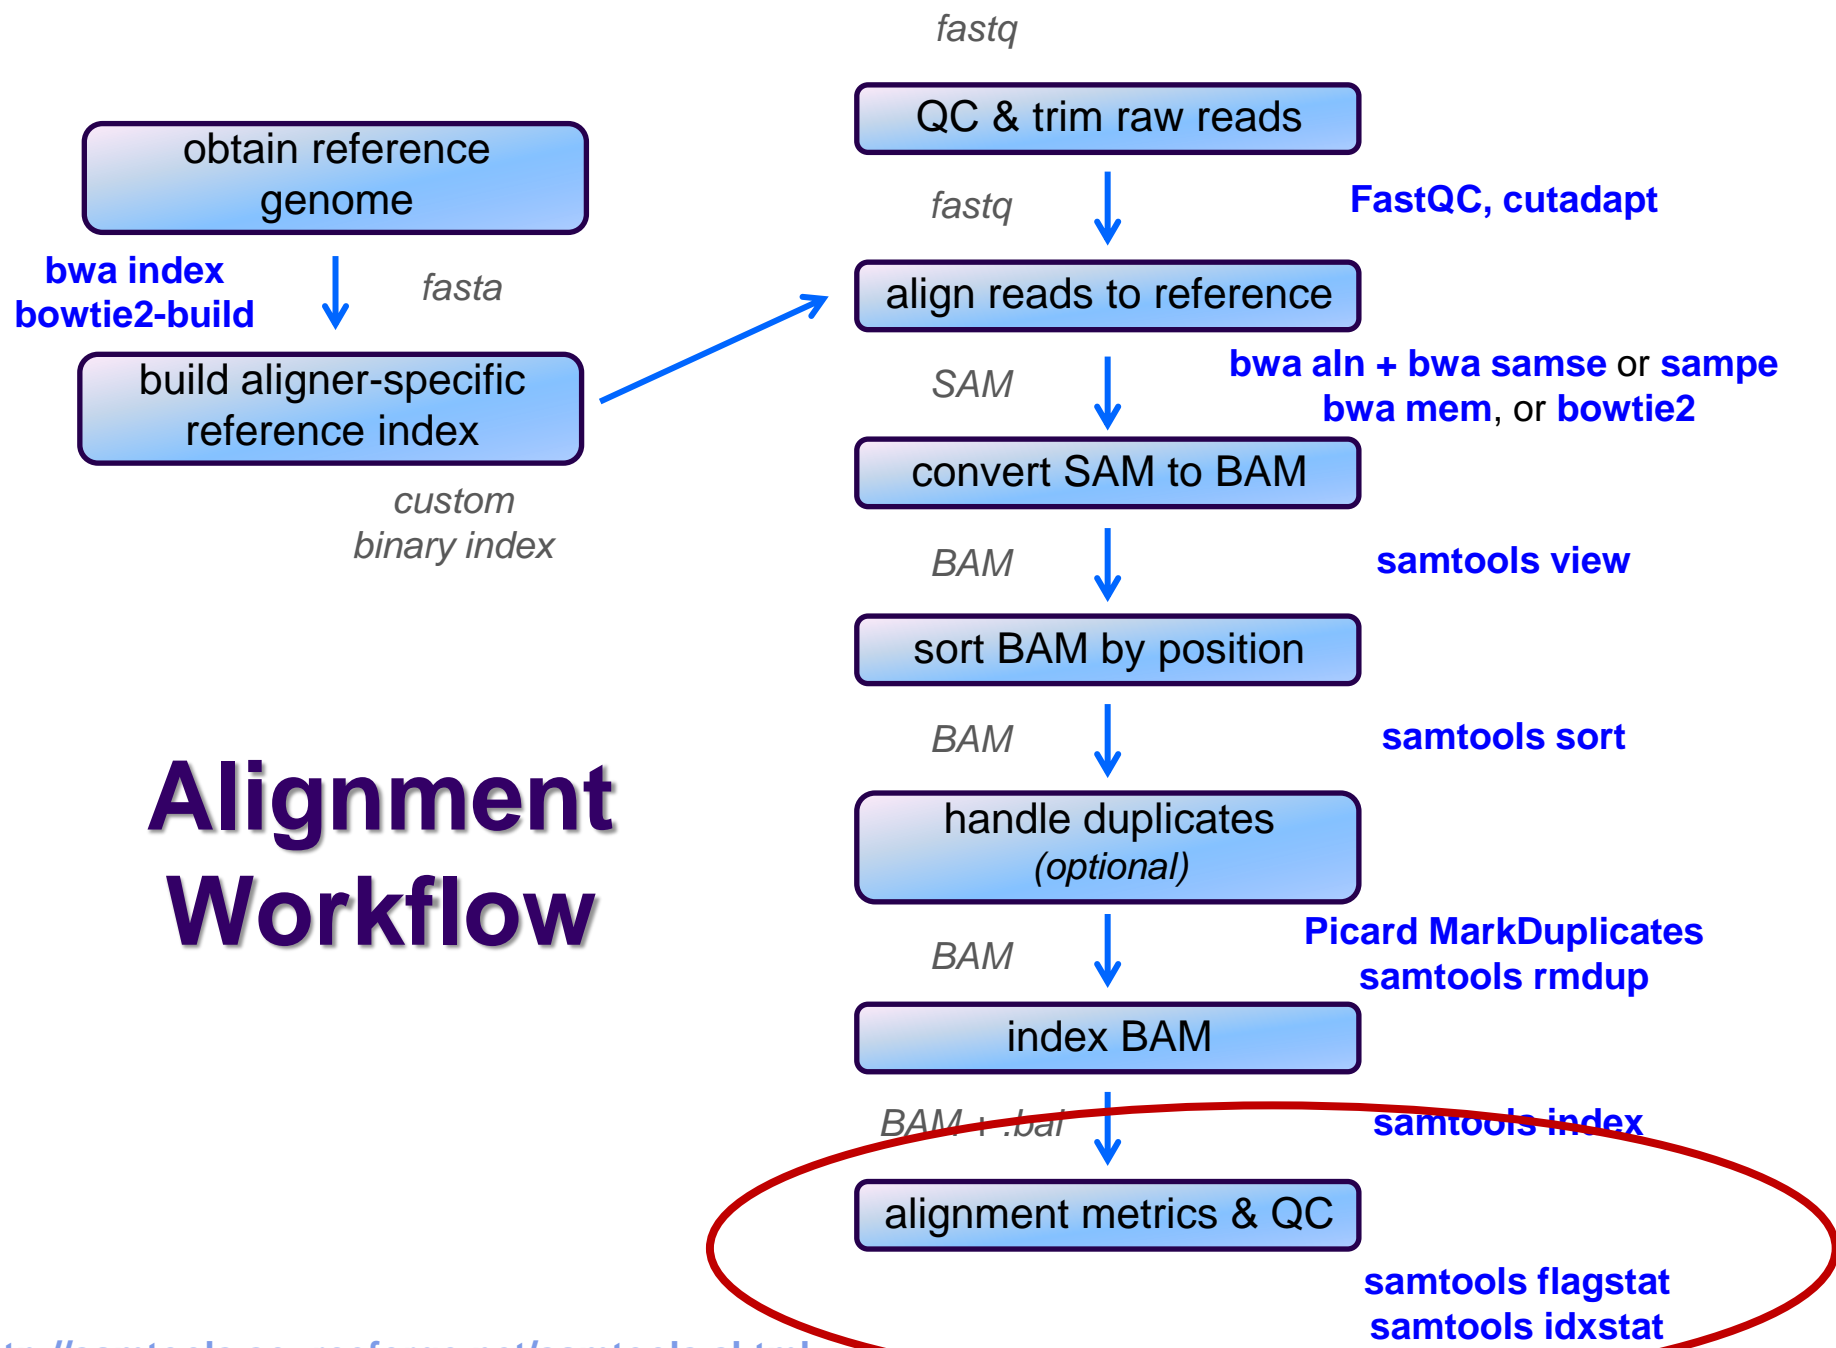 fastq
QC & trim raw reads
obtain reference
genome
fastq
FastQC, cutadapt
bwa index
bowtie2-build
fasta
align reads to reference
build aligner-specific
reference index
SAM
bwa aln + bwa samse or sampe
bwa mem, or bowtie2
custom
binary index
convert SAM to BAM
BAM
samtools view
sort BAM by position
BAM
samtools sort
Alignment
Workflow
handle duplicates
(optional)
BAM
Picard MarkDuplicates
samtools rmdup
index BAM
BAM + .bai
samtools index
alignment metrics & QC
samtools flagstat
samtools idxstat